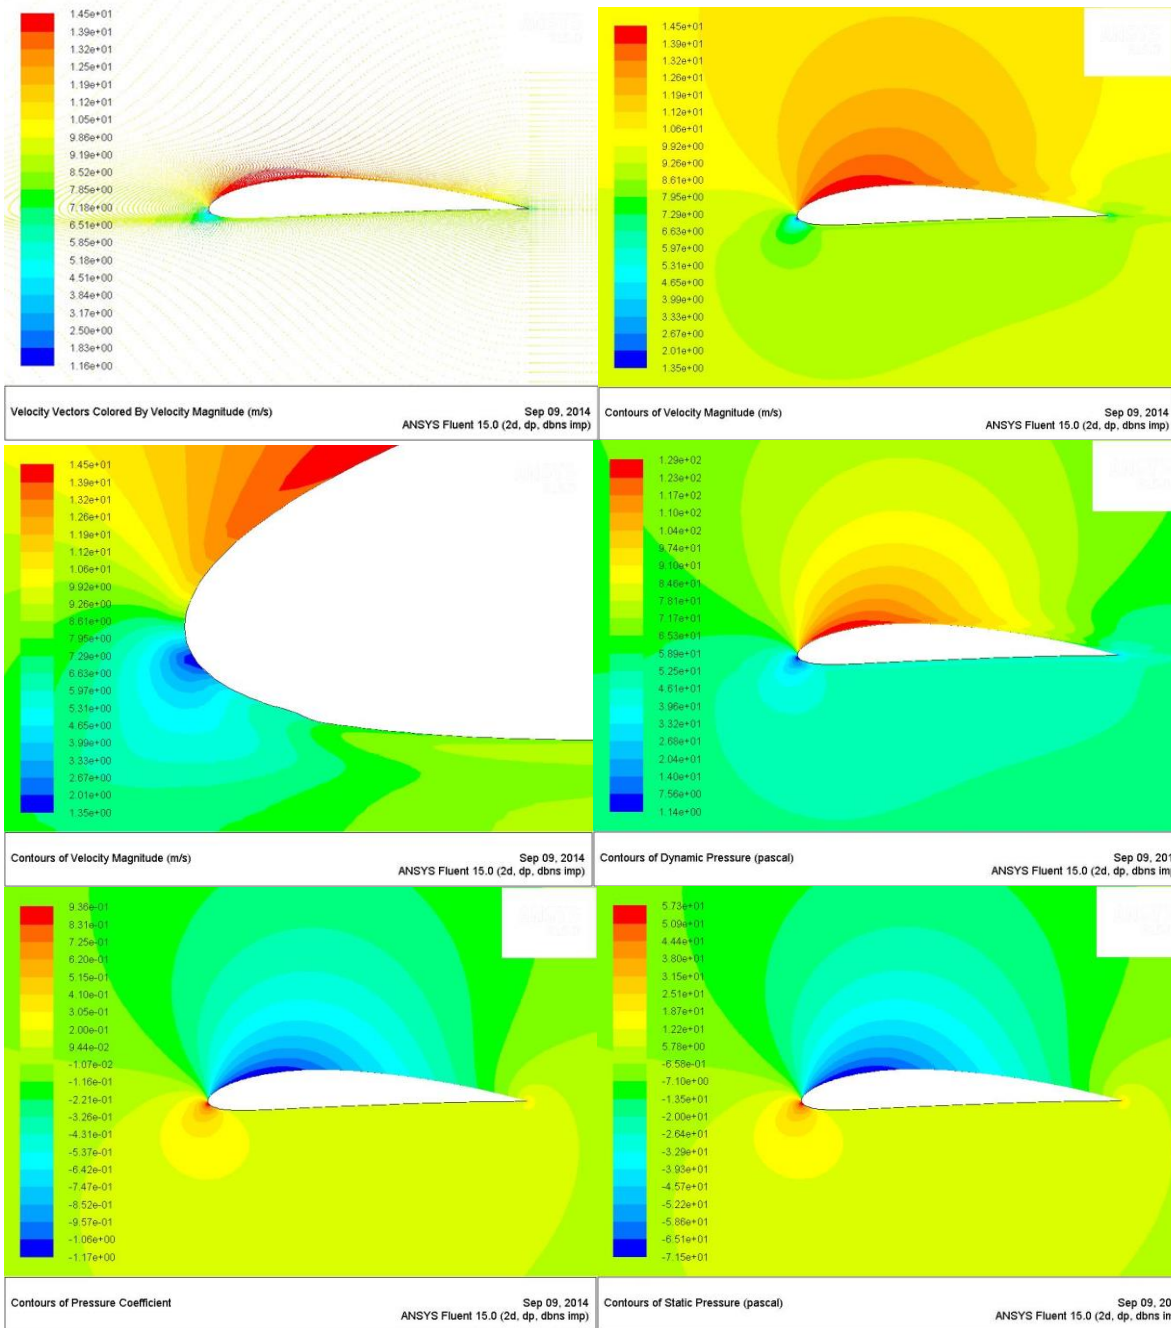 1.45e+01
1.39e+01
1.32e+01
1.25e+01
1.19e+01
1.12e+01
1.05e+01
9.86e+00
9.19e+00
8.52e+00
7.85e+00
7.18e+00
6.51e+00
5.85e+00
5.18e+00
4.51e+00
3.84e+00
3.17e+00
2.50e+00
1.83e+00
1.16e+00
Velocity Vectors Colored By Velocity Magnitude (m/s)
Sep 09, 2014
ANSYS Fluent 15.0 (2d, dp, dbns imp)
1.45e+01
1.39e+01
1.32e+01
1.26e+01
1.19e+01
1.12e+01
1.06e+01
9.92e+00
9.26e+00
8.61e+00
7.95e+00
7.29e+00
6.63e+00
5.97e+00
5.31e+00
4.65e+00
3.99e+00
3.33e+00
2.67e+00
2.01e+00
1.35e+00
Contours of Velocity Magnitude (m/s)
Sep 09, 2014
ANSYS Fluent 15.0 (2d, dp, dbns imp)
1.45e+01
1.39e+01
1.32e+01
1.26e+01
1.19e+01
1.12e+01
1.06e+01
9.92e+00
9.26e+00
8.61e+00
7.95e+00
7.29e+00
6.63e+00
5.97e+00
5.31e+00
4.65e+00
3.99e+00
3.33e+00
2.67e+00
2.01e+00
1.35e+00
Contours of Velocity Magnitude (m/s)
Sep 09, 2014
ANSYS Fluent 15.0 (2d, dp, dbns imp)
1.29e+02
1.23e+02
1.17e+02
1.10e+02
1.04e+02
9.74e+01
9.10e+01
8.46e+01
7.81e+01
7.17e+01
6.53e+01
5.89e+01
5.25e+01
4.61e+01
3.96e+01
3.32e+01
2.68e+01
2.04e+01
1.40e+01
7.56e+00
1.14e+00
Contours of Dynamic Pressure (pascal)
Sep 09, 201
ANSYS Fluent 15.0 (2d, dp, dbns imp
9.36e-01
8.31e-01
7.25e-01
6.20e-01
5.15e-01
4.10e-01
3.05e-01
2.00e-01
9.44e-02
-1.07e-02
-1.16e-01
-2.21e-01
-3.26e-01
-4.31e-01
-5.37e-01
-6.42e-01
-7.47e-01
-8.52e-01
-9.57e-01
-1.06e+00
-1.17e+00
Contours of Pressure Coefficient
Sep 09, 2014
ANSYS Fluent 15.0 (2d, dp, dbns imp)
5.73e+01
5.09e+01
4.44e+01
3.80e+01
3.15e+01
2.51e+01
1.87e+01
1.22e+01
5.78e+00
-6.58e-01
-7.10e+00
-1.35e+01
-2.00e+01
-2.64e+01
-3.29e+01
-3.93e+01
-4.57e+01
-5.22e+01
-5.86e+01
-6.51e+01
-7.15e+01
Contours of Static Pressure (pascal)
Sep 09, 20
ANSYS Fluent 15.0 (2d, dp, dbns im